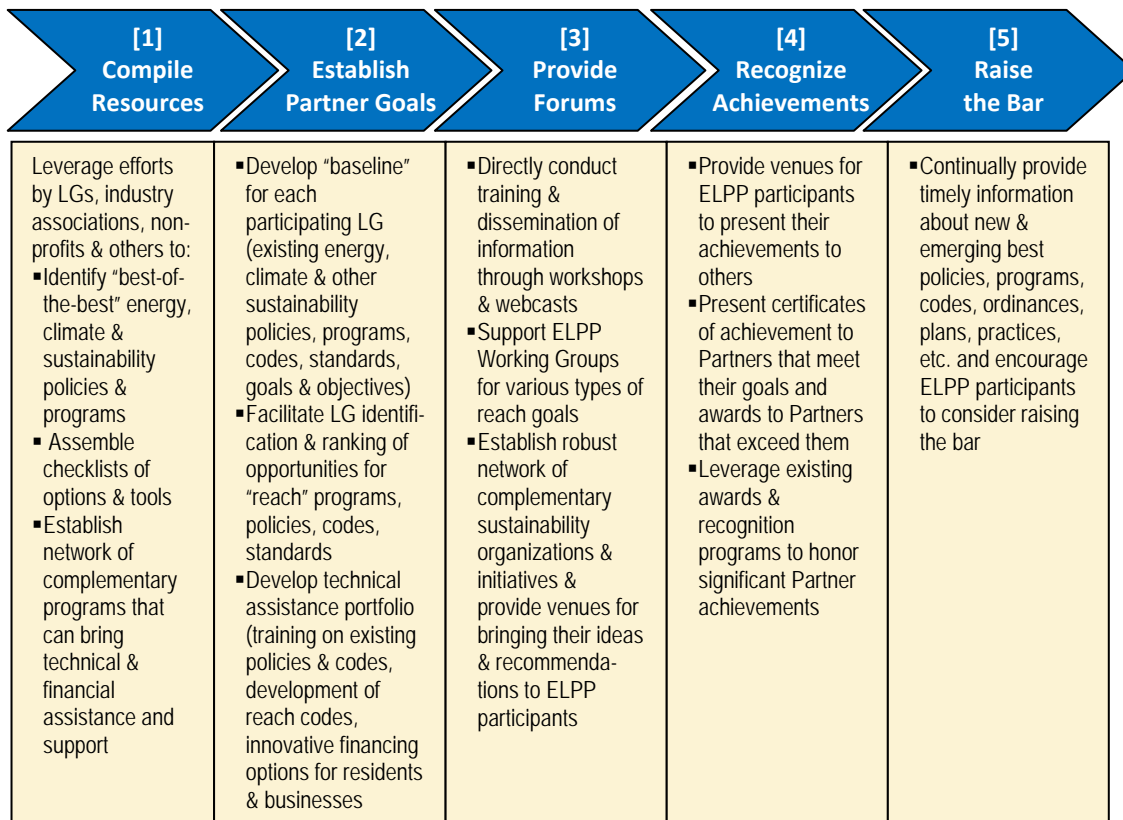 [1]
Compile
Resources
[2]
Establish
Partner Goals
[3]
Provide
Forums
[4]
Recognize
Achievements
[5]
Raise
the Bar
Leverage efforts
by LGs, industry
associations, non-
profits & others to:
▪Identify “best-of-
the-best” energy,
climate &
sustainability
policies &
programs
▪ Assemble
checklists of
options & tools
▪Establish
network of
complementary
programs that
can bring
technical &
financial
assistance and
support
▪Develop “baseline”
for each
participating LG
(existing energy,
climate & other
sustainability
policies, programs,
codes, standards,
goals & objectives)
▪Facilitate LG identifi-
cation & ranking of
opportunities for
“reach” programs,
policies, codes,
standards
▪Develop technical
assistance portfolio
(training on existing
policies & codes,
development of
reach codes,
innovative financing
options for residents
& businesses
▪Directly conduct
training &
dissemination of
information
through workshops
& webcasts
▪Support ELPP
Working Groups
for various types of
reach goals
▪Establish robust
network of
complementary
sustainability
organizations &
initiatives &
provide venues for
bringing their ideas
& recommenda-
tions to ELPP
participants
▪Provide venues for
ELPP participants
to present their
achievements to
others
▪Present certificates
of achievement to
Partners that meet
their goals and
awards to Partners
that exceed them
▪Leverage existing
awards &
recognition
programs to honor
significant Partner
achievements
▪Continually provide
timely information
about new &
emerging best
policies, programs,
codes, ordinances,
plans, practices,
etc. and encourage
ELPP participants
to consider raising
the bar